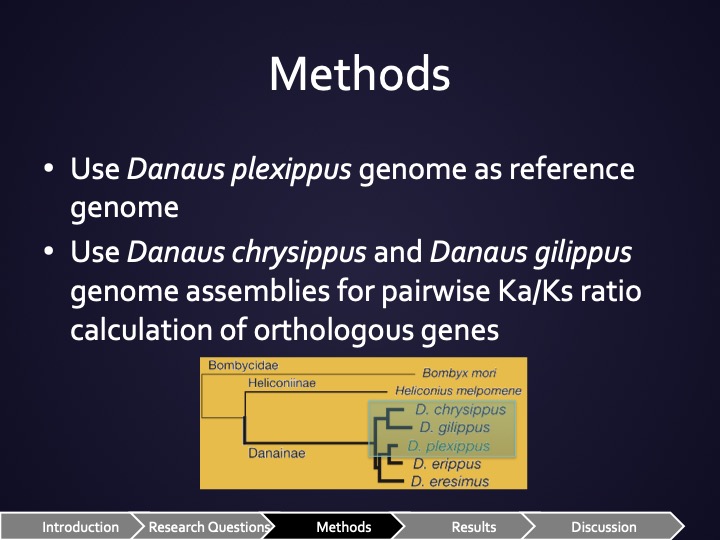 Methods
• Use Danaus plexippus genome as reference
genome
• Use Danaus chrysippus and Danaus gilippus
genome assemblies for pairwise Ka/Ks ratio
calculation of orthologous genes
Bombycidae
Bombyx mori
Heliconiinae
Heliconius melpomene
D. chrysippus
D. gilippus
D. plexippus
Danainae
D. erippus
D. eresimus
Introduction Research Questions Methods Results Discussion